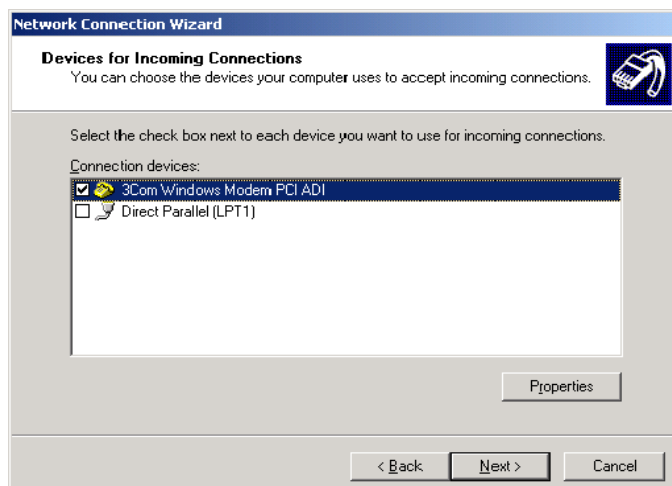 Network Connection Wizard
Devices for Incoming Connections
You can choose the devices your computer uses to accept incoming connections.
Select the check box next to each device you want to use for incoming connections.
Connection devices:
3Com Windows Modem PCI ADI
Direct Parallel (LPT1)
Properties
< Back
Next >
Cancel